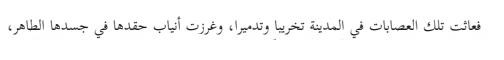 فعاثت تلك العصابات في المدينة تخريبا وتدميرا، وغرزت أنياب حقدها في جسدها الطاهر،